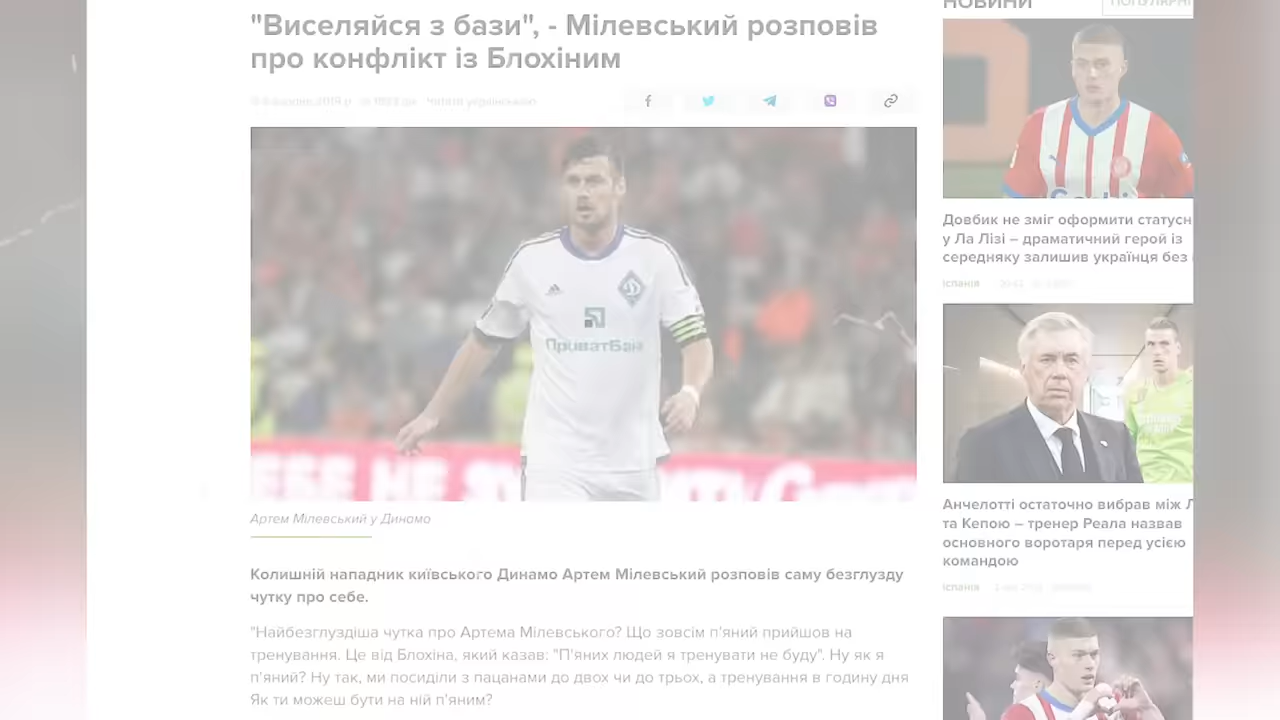 "Виселяйся з бази", - Мілевський розповів
про конфлікт із Блохіним
Читати українською
ПриватБанк
Артем Мілевський у Динамо
Колишній нападник київського Динамо Артем Мілевський розповів саму безглузду
чутку про себе.
"Найбезглуздіша чутка про Артема Мілевського? Що зовсім п'яний прийшов на
тренування. Це від Блохіна, який казав: "П'яних людей я тренувати не буду". Ну як я
п'яний? Ну так, ми посиділи з пацанами до двох чи до трьох, а тренування в годину дня
Як ти можеш бути на ній п'яним?
НОВИНИ
ПОПУЛЯРНІ
Довбик не зміг оформити статусн
у Ла Лізі – драматичний герой із
середняку залишив українця без
Іспанія
Анчелотті остаточно вибрав між Л
та Кепою – тренер Реала назвав
основного воротаря перед усією
командою
Іспанія